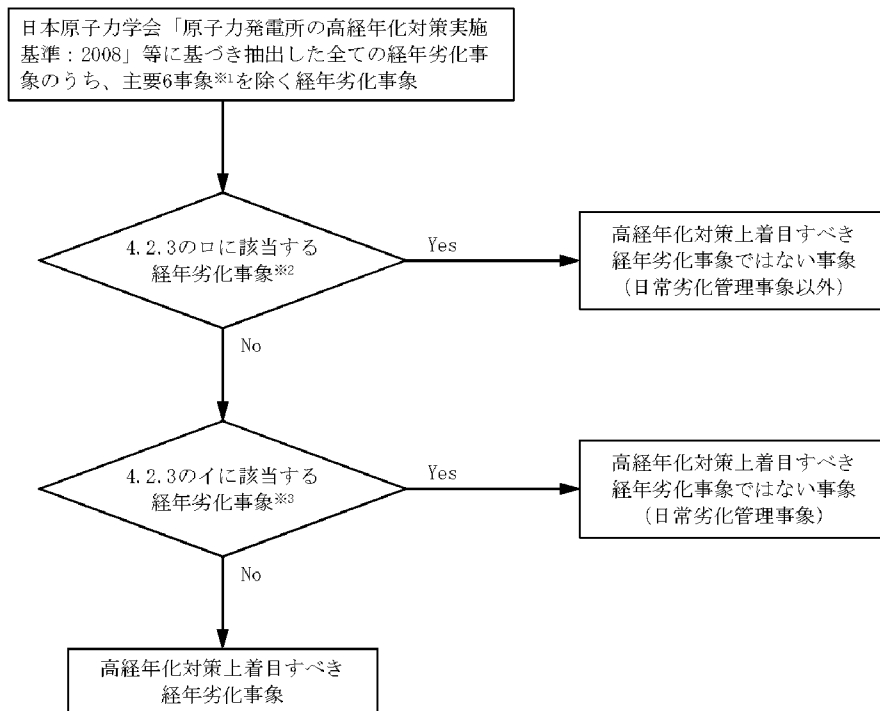 日本原子力学会「原子力発電所の高経年化対策実施
基準：2008」等に基づき抽出した全ての経年劣化事
象のうち、主要6事象※1を除く経年劣化事象
4.2.3のロに該当する
経年劣化事象※2
Yes
高経年化対策上着目すべき
経年劣化事象ではない事象
（日常劣化管理事象以外）
No
4.2.3のイに該当する
経年劣化事象※3
Yes
高経年化対策上着目すべき
経年劣化事象ではない事象
（日常劣化管理事象）
No
高経年化対策上着目すべき
経年劣化事象